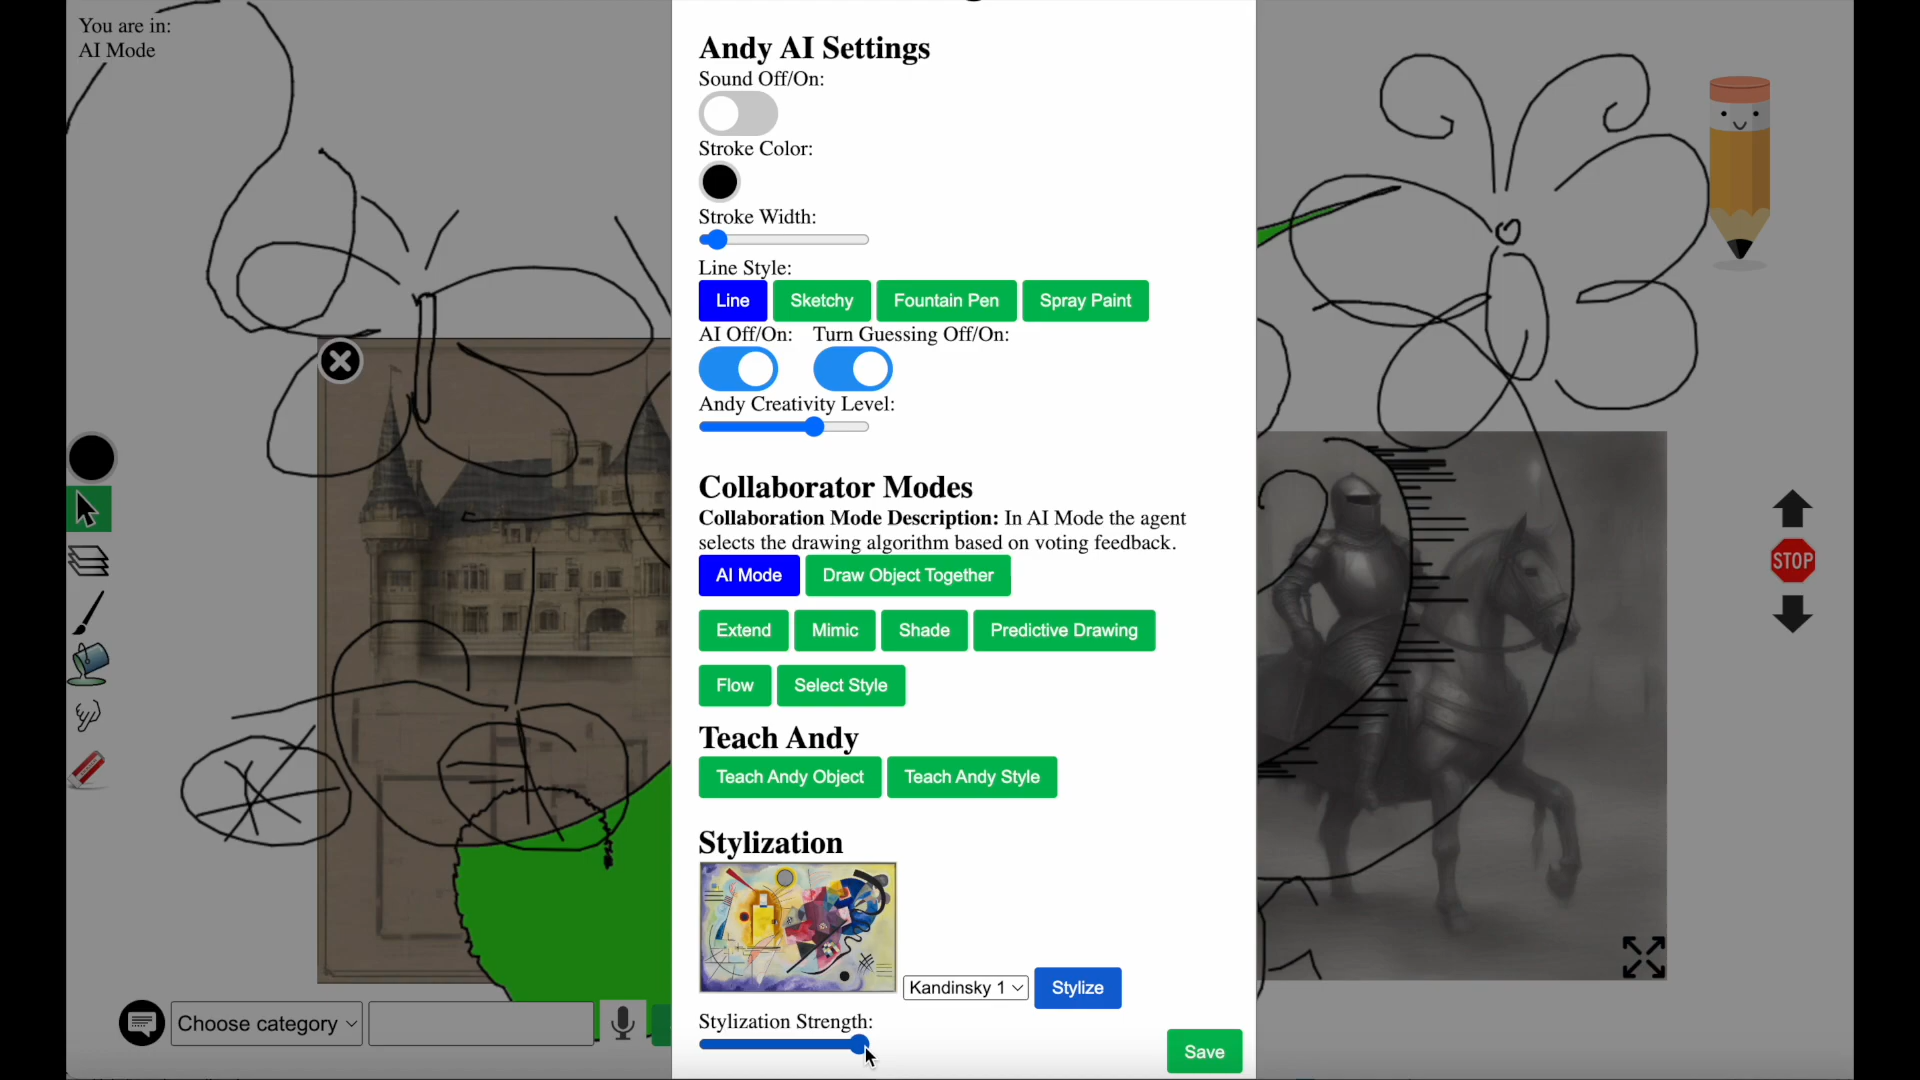 You are in:
AI Mode
Andy AI Settings
Sound Off/On:
Stroke Color:
Stroke Width:
Line Style:
Line Sketchy Fountain Pen Spray Paint
AI Off/On: Turn Guessing Off/On:
Andy Creativity Level:
Collaborator Modes
Collaboration Mode Description: In AI Mode the agent
selects the drawing algorithm based on voting feedback.
AI Mode Draw Object Together
Extend Mimic Shade Predictive Drawing
Flow Select Style
Teach Andy
Teach Andy Object Teach Andy Style
Stylization
Kandinsky 1 Stylize
Stylization Strength:
Save
Choose category
STOP